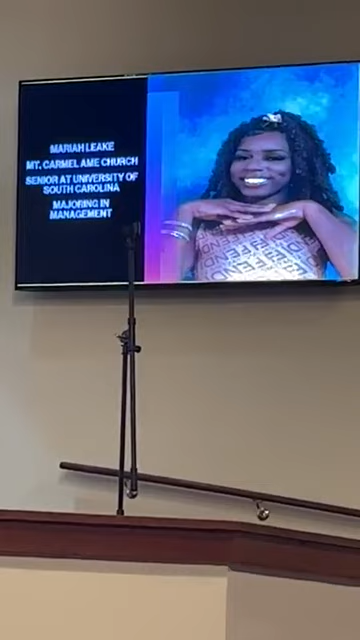 MARIAH LEAKE
MT. CARMEL AME CHURCH
SENIOR AT UNIVERSITY OF
SOUTH CAROLINA
MAJORING IN
MANAGEMENT